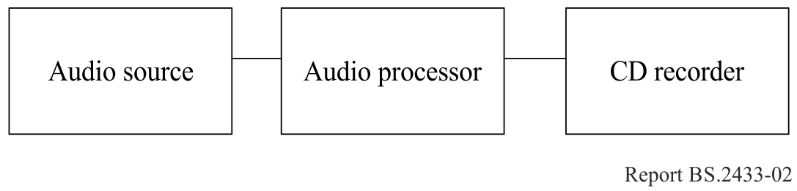 Audio source
Audio processor
CD recorder
Report BS.2433-02